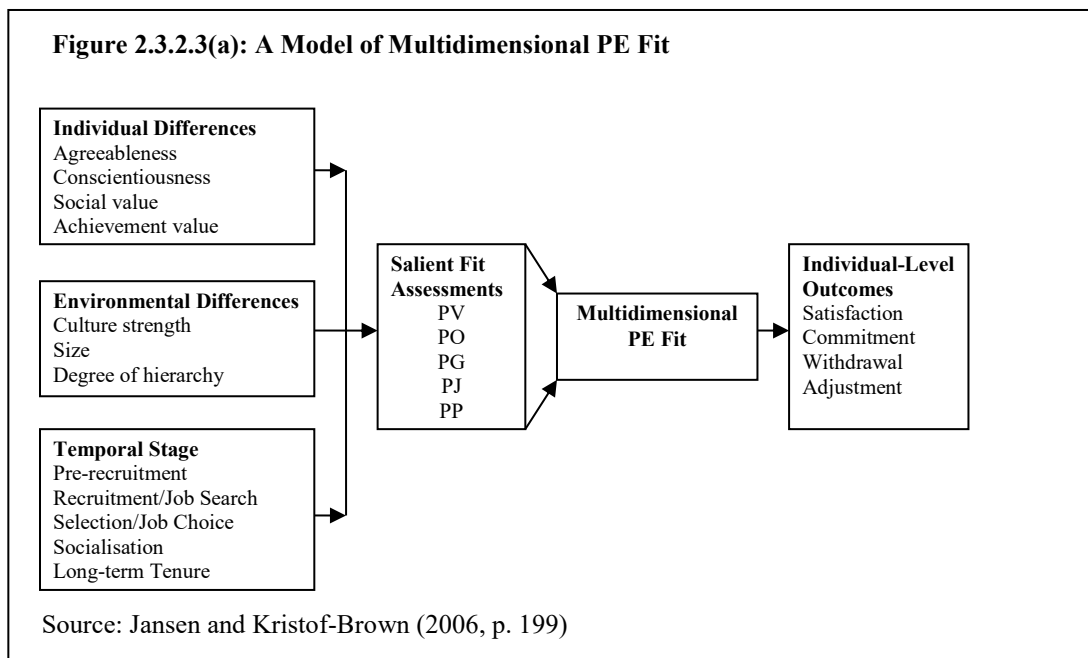 Figure 2.3.2.3(a): A Model of Multidimensional PE Fit
Individual Differences
Agreeableness
Conscientiousness
Social value
Achievement value
Environmental Differences
Culture strength
Size
Degree of hierarchy
Temporal Stage
Pre-recruitment
Recruitment/Job Search
Selection/Job Choice
Socialisation
Long-term Tenure
Salient Fit
Assessments
PV
PO
PG
PJ
PP
Multidimensional
PE Fit
Individual-Level
Outcomes
Satisfaction
Commitment
Withdrawal
Adjustment
Source: Jansen and Kristof-Brown (2006, p. 199)